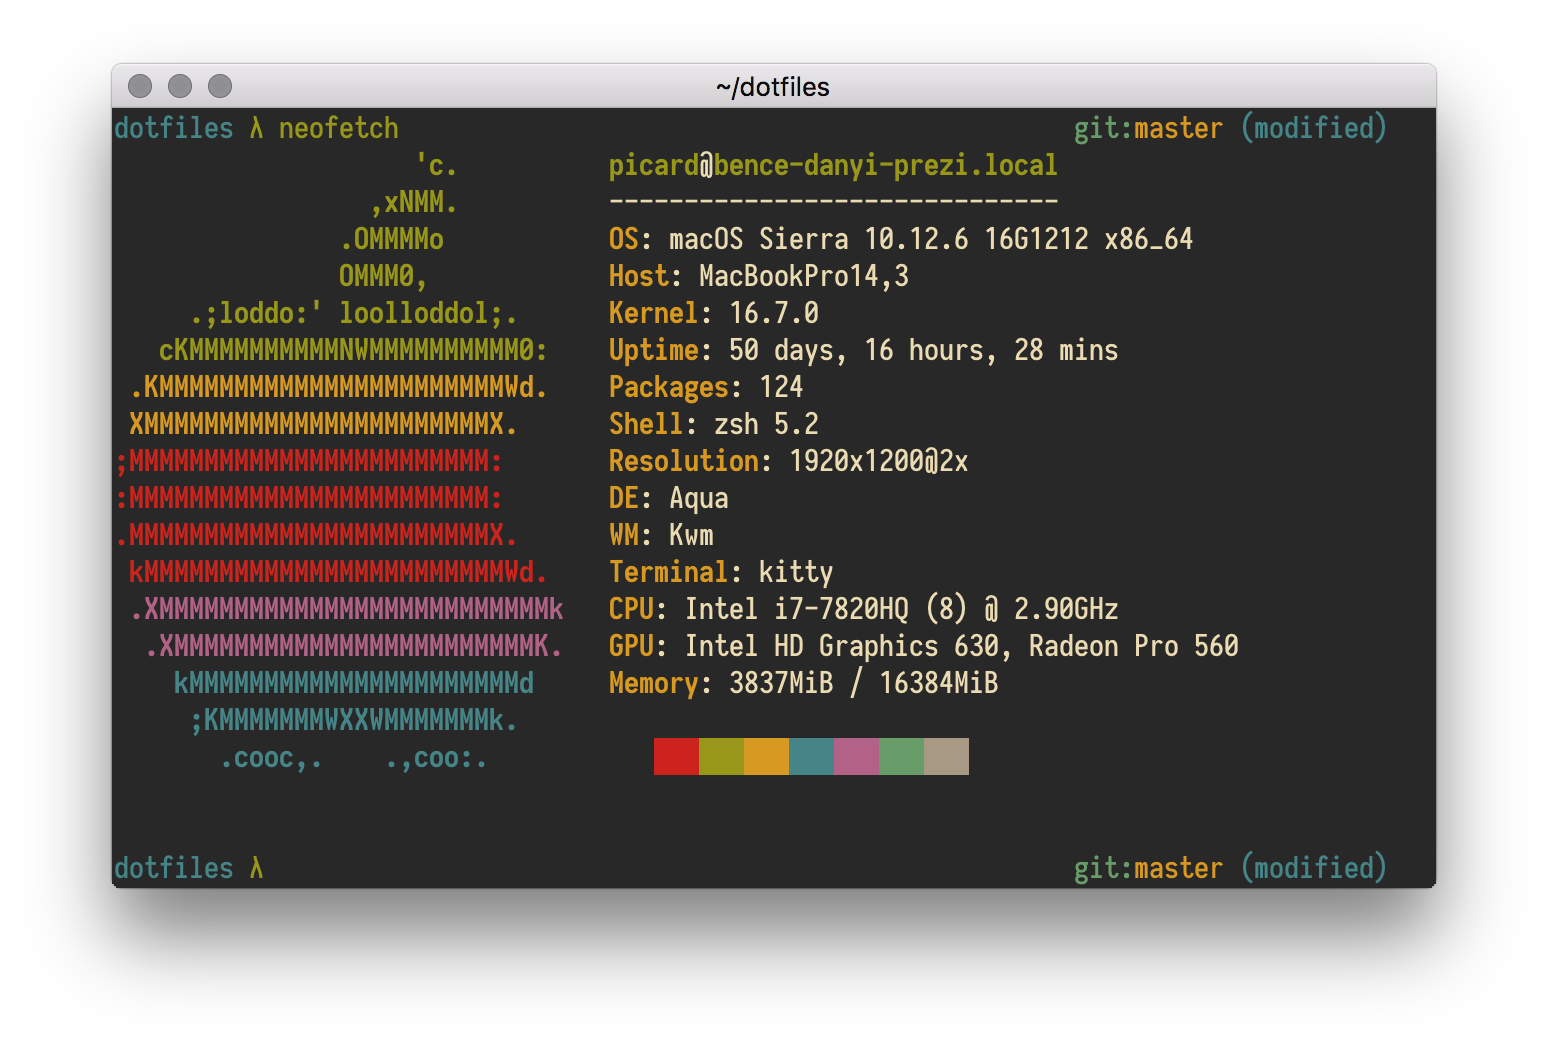 ~/dotfiles
dotfiles λ neofetch git:master (modified)
'c. picard@bence-danyi-prezi.local
,xNMM. ------------------------------
.OMMMMo OS: macOS Sierra 10.12.6 16G1212 x86_64
OMMM0, Host: MacBookPro14,3
.;loddo:' loolloddol;. Kernel: 16.7.0
cKMMMMMMMMMMNWMMMMMMMMMM0: Uptime: 50 days, 16 hours, 28 mins
.KMMMMMMMMMMMMMMMMMMMMMMMWd. Packages: 124
XMMMMMMMMMMMMMMMMMMMMMMMX. Shell: zsh 5.2
;MMMMMMMMMMMMMMMMMMMMMMMM: Resolution: 1920x1200@2x
:MMMMMMMMMMMMMMMMMMMMMMMM: DE: Aqua
.MMMMMMMMMMMMMMMMMMMMMMMMX. WM: Kwm
kMMMMMMMMMMMMMMMMMMMMMMMMWd. Terminal: kitty
.XMMMMMMMMMMMMMMMMMMMMMMMMMMk CPU: Intel i7-7820HQ (8) @ 2.90GHz
.XMMMMMMMMMMMMMMMMMMMMMMMMK. GPU: Intel HD Graphics 630, Radeon Pro 560
kMMMMMMMMMMMMMMMMMMMMMMd Memory: 3837MiB / 16384MiB
;KMMMMMMMWXXWMMMMMMMk.
.cooc,. .,coo:.
dotfiles λ git:master (modified)